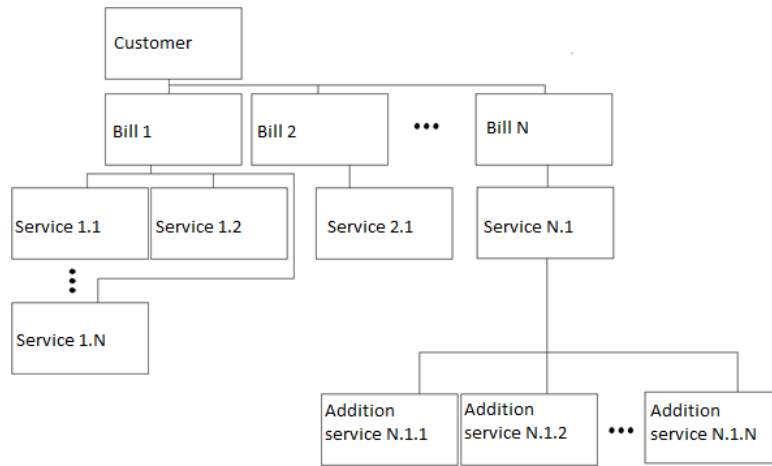 Customer
Bill 1
Bill 2
•••
Bill N
Service 1.1
Service 1.2
Service 2.1
Service N.1
Service 1.N
Addition
service N.1.1
Addition
service N.1.2
•••
Addition
service N.1.N